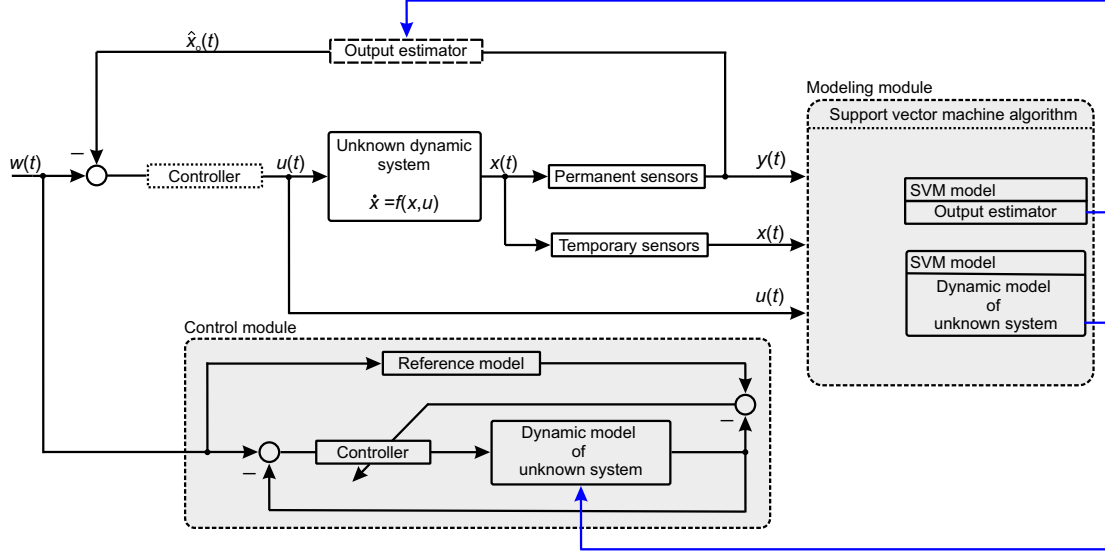 x̂ₒ(t)
Output estimator
Modeling module
Support vector machine algorithm
w(t)
−
Controller
u(t)
Unknown dynamic
system
ẋ =f(x,u)
x(t)
Permanent sensors
y(t)
SVM model
Output estimator
Temporary sensors
x(t)
SVM model
Dynamic model
of
unknown system
u(t)
Control module
Reference model
−
Controller
Dynamic model
of
unknown system
−